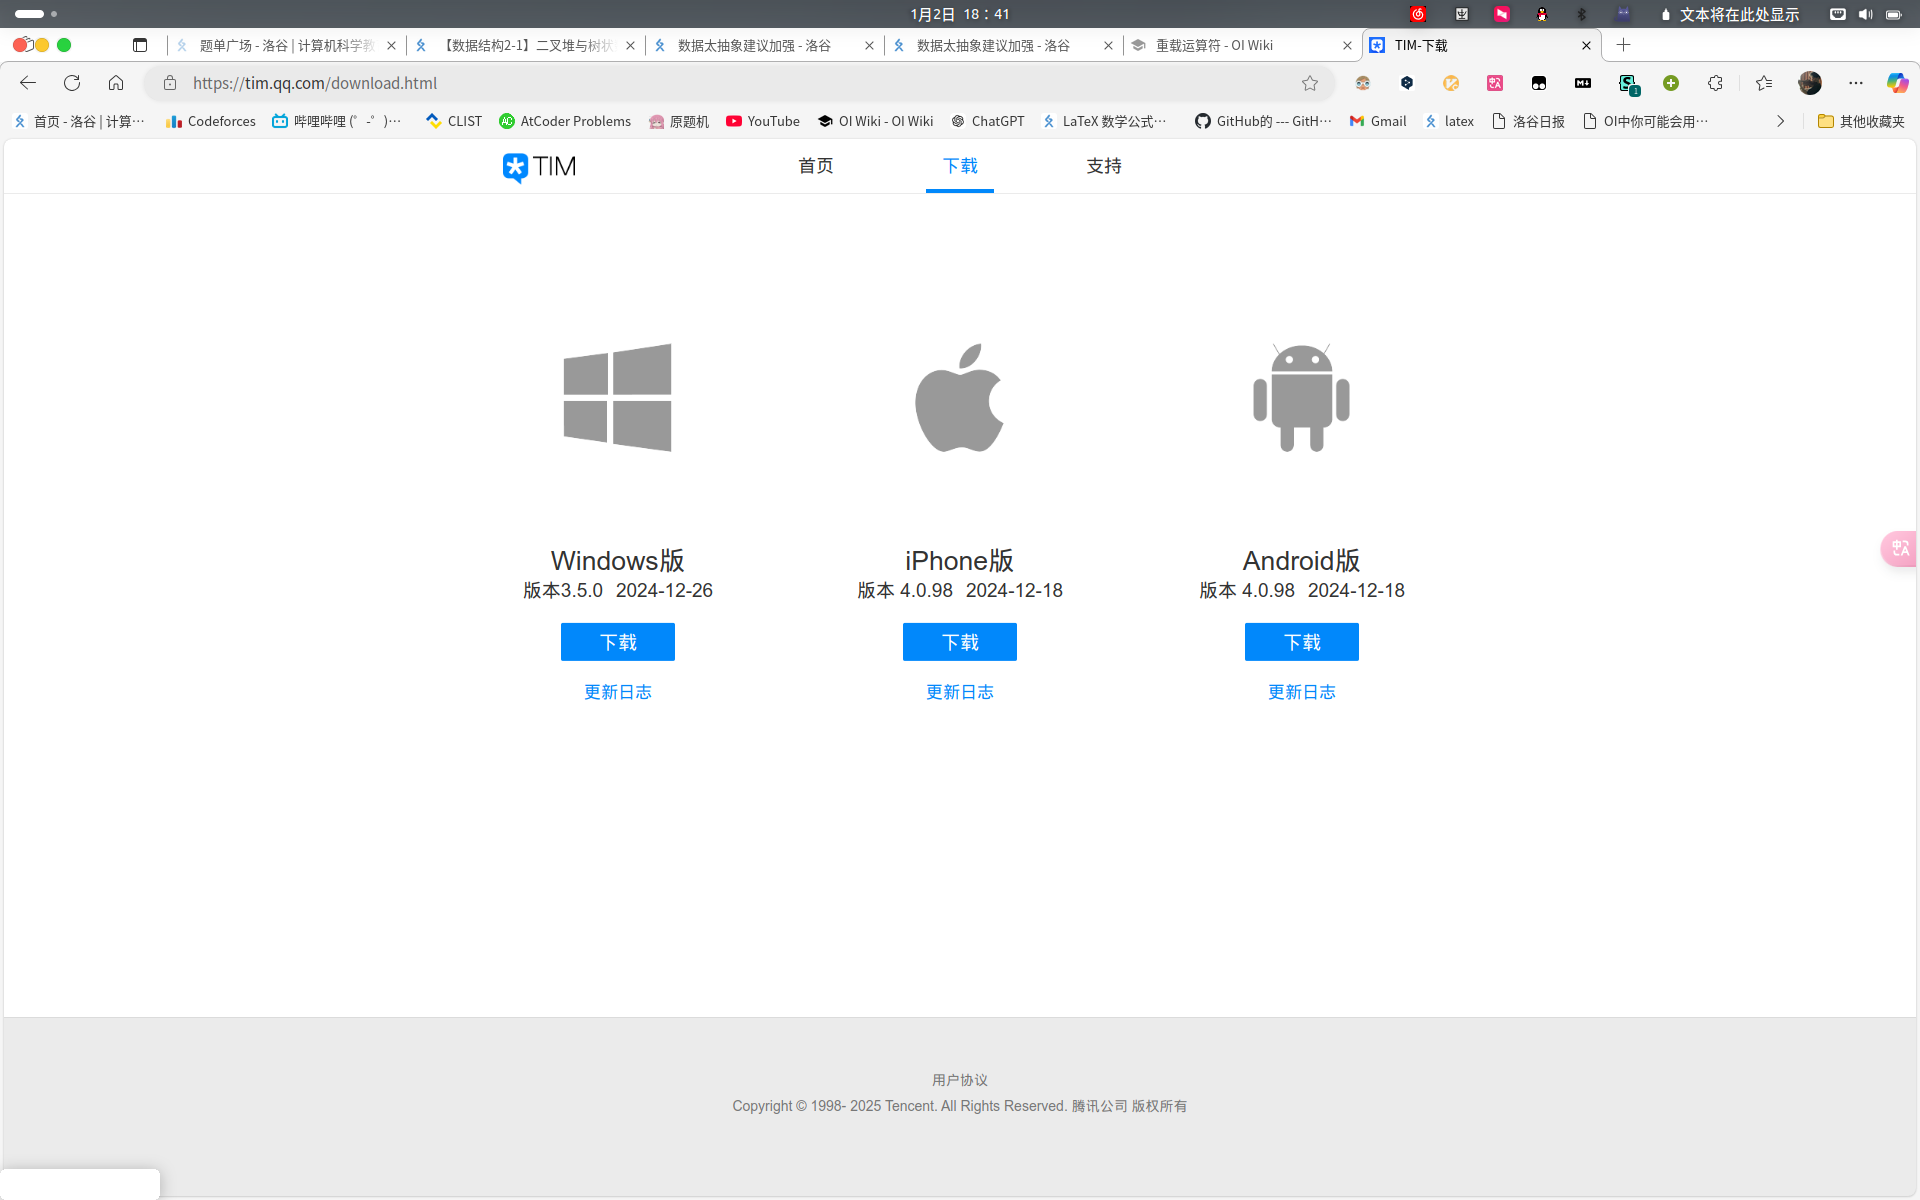 1月2日 18：41
文本将在此处显示
题单广场 - 洛谷 | 计算机科学教
【数据结构2-1】二叉堆与树状
数据太抽象建议加强 - 洛谷
数据太抽象建议加强 - 洛谷
重载运算符 - OI Wiki
TIM-下载
https://tim.qq.com/download.html
首页 - 洛谷 | 计算…
Codeforces
哔哩哔哩 (゜-゜)…
CLIST
AtCoder Problems
原题机
YouTube
OI Wiki - OI Wiki
ChatGPT
LaTeX 数学公式…
GitHub的 --- GitH…
Gmail
latex
洛谷日报
OI中你可能会用…
其他收藏夹
TIM
首页
下载
支持
Windows版
版本3.5.0 2024-12-26
下载
更新日志
iPhone版
版本 4.0.98 2024-12-18
下载
更新日志
Android版
版本 4.0.98 2024-12-18
下载
更新日志
用户协议
Copyright © 1998- 2025 Tencent. All Rights Reserved. 腾讯公司 版权所有